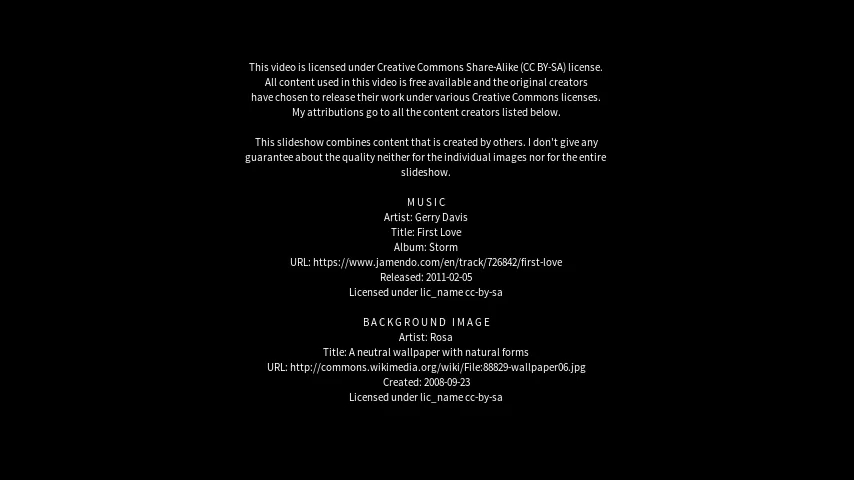 This video is licensed under Creative Commons Share-Alike (CC BY-SA) license.
All content used in this video is free available and the original creators
have chosen to release their work under various Creative Commons licenses.
My attributions go to all the content creators listed below.
This slideshow combines content that is created by others. I don't give any
guarantee about the quality neither for the individual images nor for the entire
slideshow.
MUSIC
Artist: Gerry Davis
Title: First Love
Album: Storm
URL: https://www.jamendo.com/en/track/726842/first-love
Released: 2011-02-05
Licensed under lic_name cc-by-sa
BACKGROUND IMAGE
Artist: Rosa
Title: A neutral wallpaper with natural forms
URL: http://commons.wikimedia.org/wiki/File:88829-wallpaper06.jpg
Created: 2008-09-23
Licensed under lic_name cc-by-sa